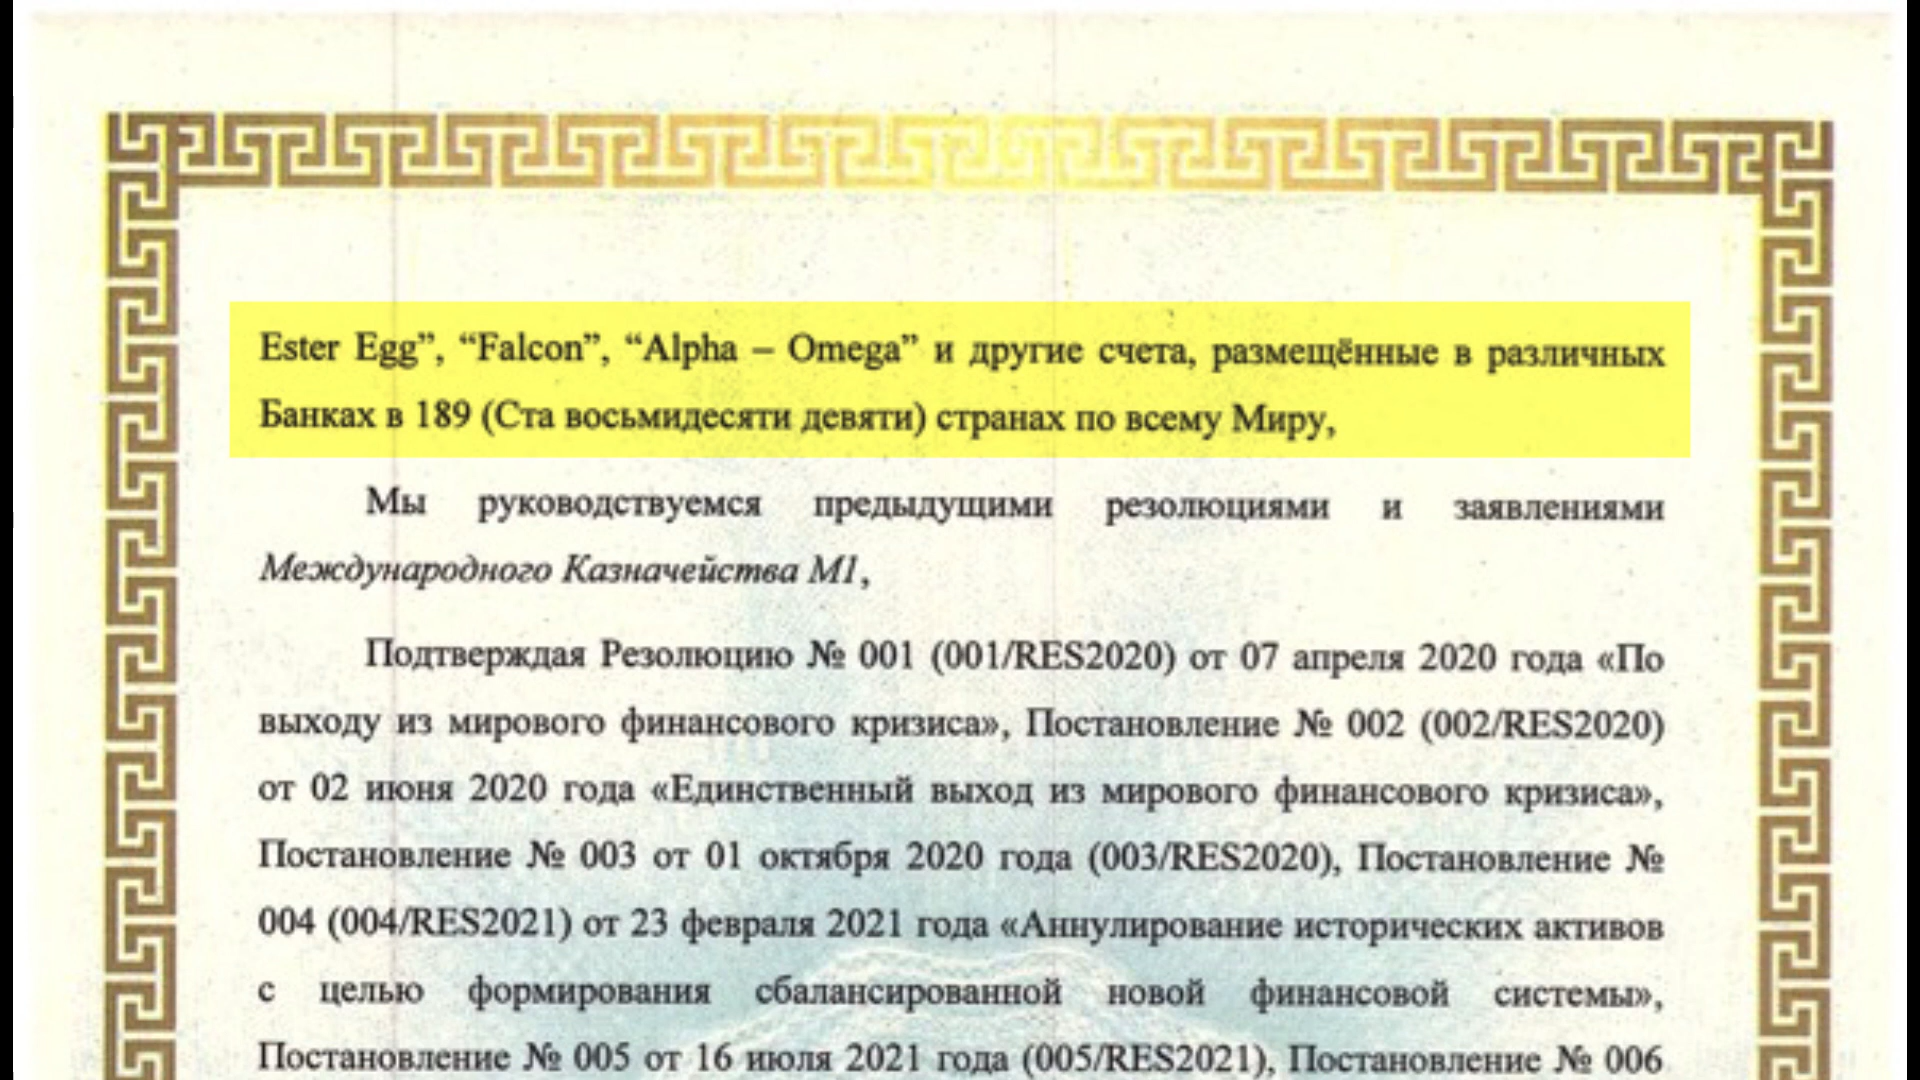 Ester Egg”, “Falcon”, “Alpha – Omega” и другие счета, размещённые в различных
Банках в 189 (Ста восьмидесяти девяти) странах по всему Миру,
Мы руководствуемся предыдущими резолюциями и заявлениями
Международного Казначейства М1,
Подтверждая Резолюцию № 001 (001/RES2020) от 07 апреля 2020 года «По
выходу из мирового финансового кризиса», Постановление № 002 (002/RES2020)
от 02 июня 2020 года «Единственный выход из мирового финансового кризиса»,
Постановление № 003 от 01 октября 2020 года (003/RES2020), Постановление №
004 (004/RES2021) от 23 февраля 2021 года «Аннулирование исторических активов
с целью формирования сбалансированной новой финансовой системы»,
Постановление № 005 от 16 июля 2021 года (005/RES2021), Постановление № 006